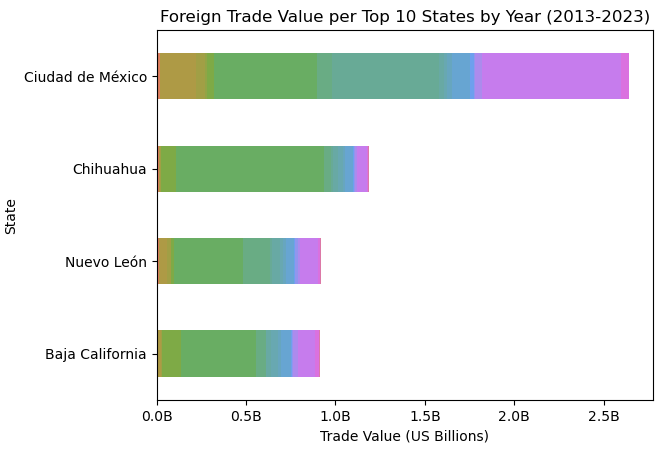 Foreign Trade Value per Top 10 States by Year (2013-2023)
Ciudad de México
Chihuahua
Nuevo León
Baja California
State
0.0B 0.5B 1.0B 1.5B 2.0B 2.5B
Trade Value (US Billions)